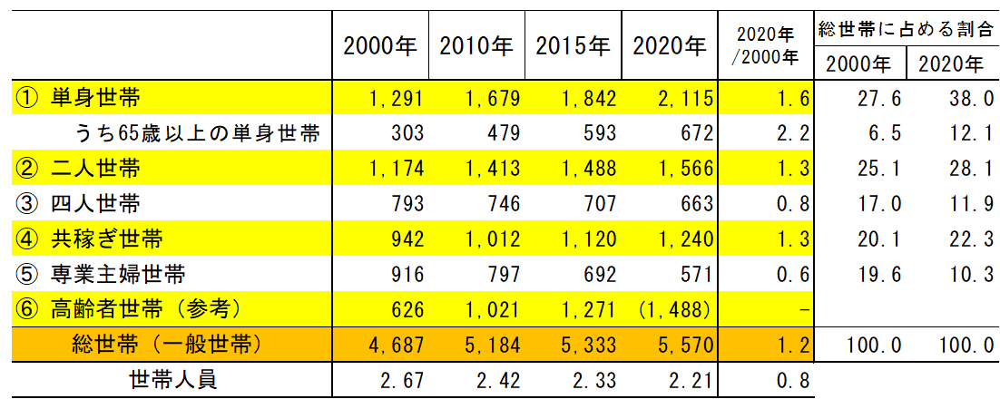 2000年 2010年 2015年 2020年 2020年/2000年 総世帯に占める割合
2000年 2020年
① 単身世帯 1,291 1,679 1,842 2,115 1.6 27.6 38.0
うち65歳以上の単身世帯 303 479 593 672 2.2 6.5 12.1
② 二人世帯 1,174 1,413 1,488 1,566 1.3 25.1 28.1
③ 四人世帯 793 746 707 663 0.8 17.0 11.9
④ 共稼ぎ世帯 942 1,012 1,120 1,240 1.3 20.1 22.3
⑤ 専業主婦世帯 916 797 692 571 0.6 19.6 10.3
⑥ 高齢者世帯（参考） 626 1,021 1,271 (1,488) –
総世帯（一般世帯） 4,687 5,184 5,333 5,570 1.2 100.0 100.0
世帯人員 2.67 2.42 2.33 2.21 0.8